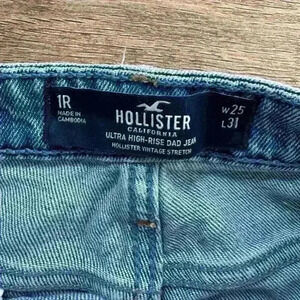 1R
MADE IN
CAMBODIA
HOLLISTER
CALIFORNIA
ULTRA HIGH-RISE DAD JEAN
HOLLISTER VINTAGE STRETCH
W25
L31